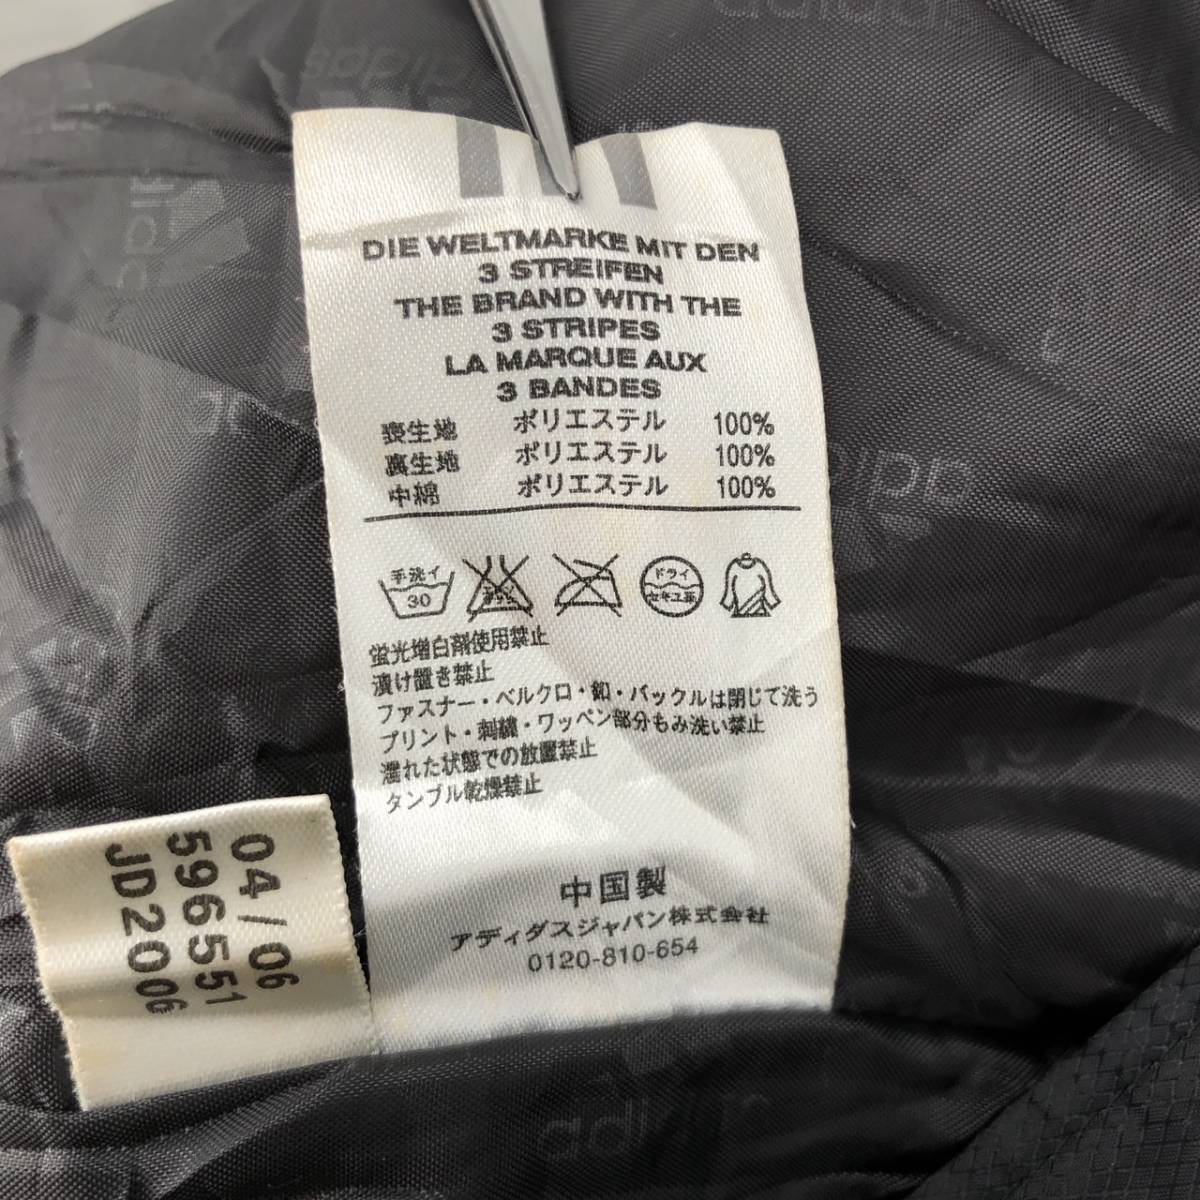 DIE WELTMARKE MIT DEN
3 STREIFEN
THE BRAND WITH THE
3 STRIPES
LA MARQUE AUX
3 BANDES
表生地 ポリエステル 100%
裏生地 ポリエステル 100%
中綿 ポリエステル 100%
手洗イ
30
ドライ
セキユ系
蛍光増白剤使用禁止
漬け置き禁止
ファスナー・ベルクロ・釦・バックルは閉じて洗う
プリント・刺繍・ワッペン部分もみ洗い禁止
濡れた状態での放置禁止
タンブル乾燥禁止
中国製
アディダスジャパン株式会社
0120-810-654
04/06
596551
JD2006
adidas
adidas